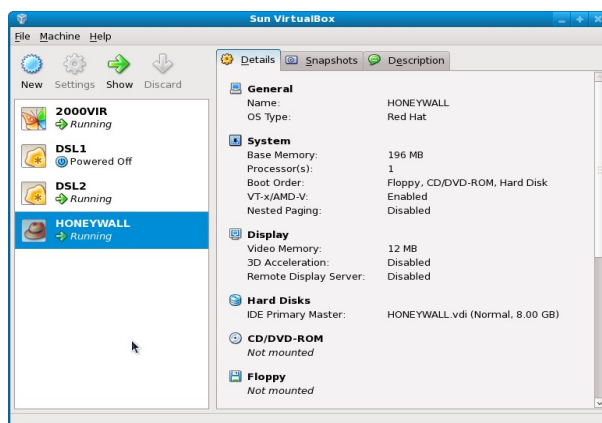 Sun VirtualBox
File Machine Help
New Settings Show Discard
2000VIR
Running
DSL1
Powered Off
DSL2
Running
HONEYWALL
Running
Details Snapshots Description
General
Name: HONEYWALL
OS Type: Red Hat
System
Base Memory: 196 MB
Processor(s): 1
Boot Order: Floppy, CD/DVD-ROM, Hard Disk
VT-x/AMD-V: Enabled
Nested Paging: Disabled
Display
Video Memory: 12 MB
3D Acceleration: Disabled
Remote Display Server: Disabled
Hard Disks
IDE Primary Master: HONEYWALL.vdi (Normal, 8.00 GB)
CD/DVD-ROM
Not mounted
Floppy
Not mounted